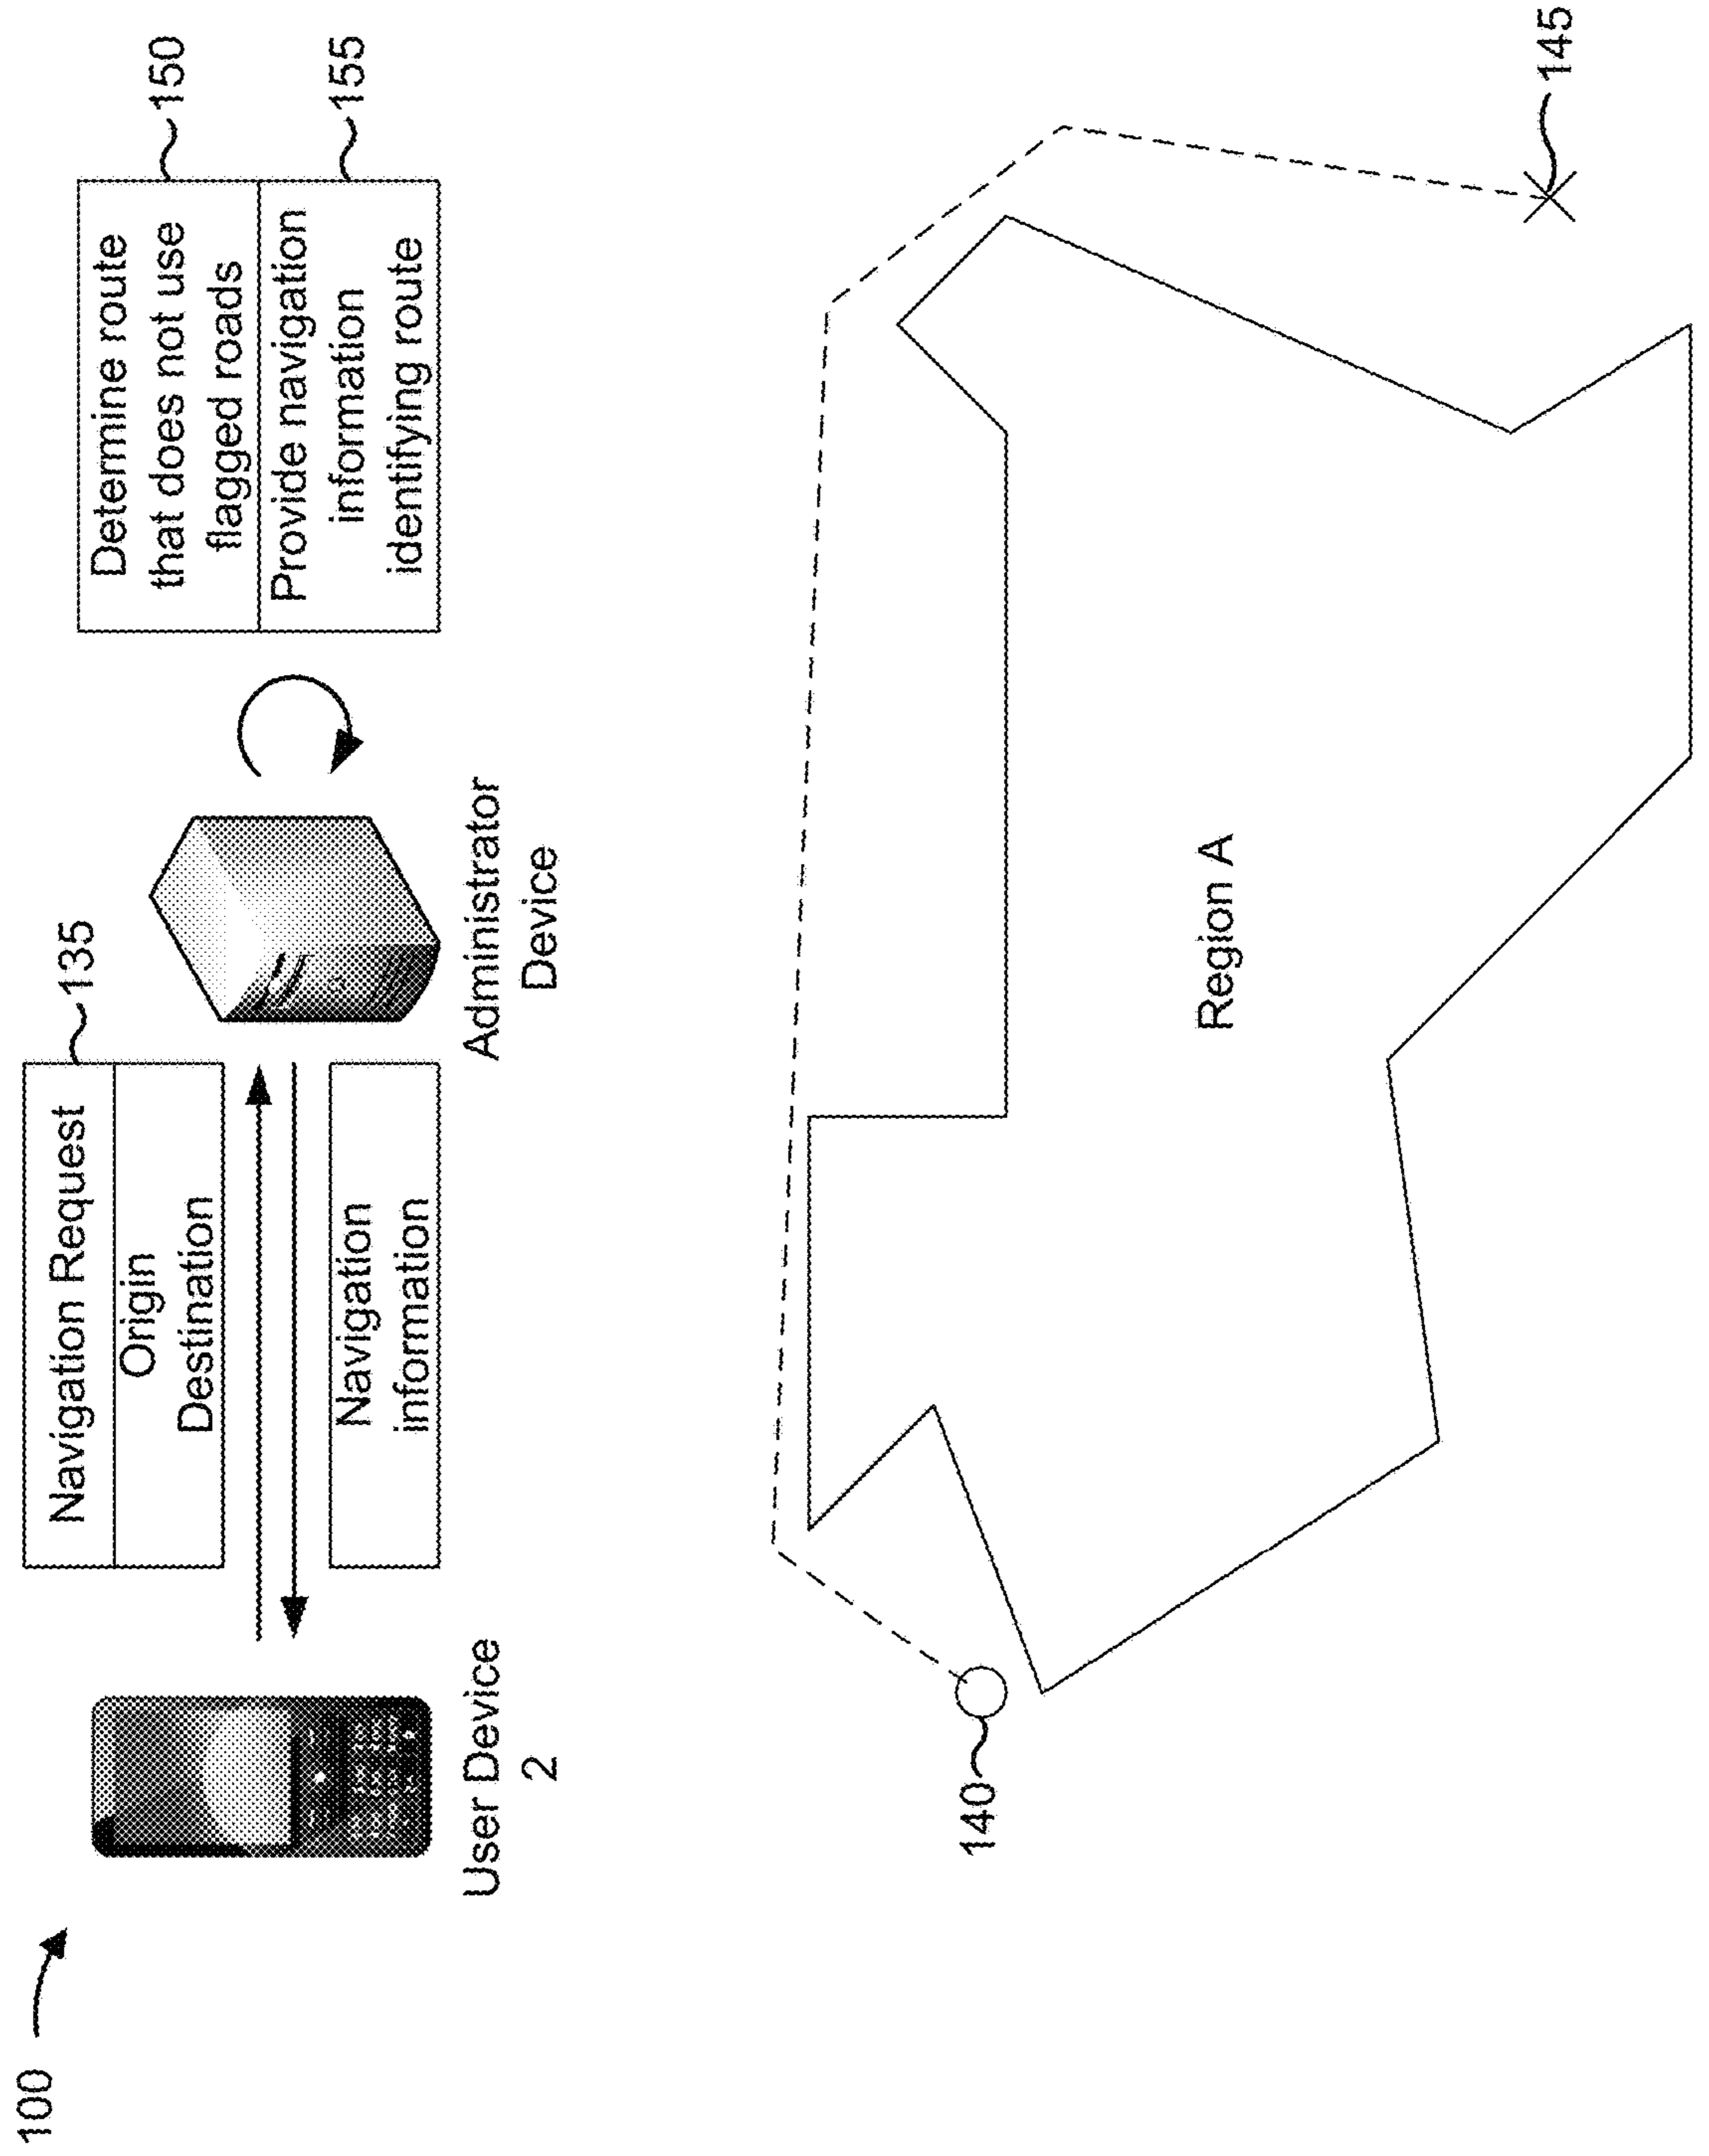 100
Navigation Request
135
Origin
Destination
Navigation
information
User Device
2
Administrator
Device
Determine route
that does not use
flagged roads
150
Provide navigation
information
identifying route
155
140
Region A
145